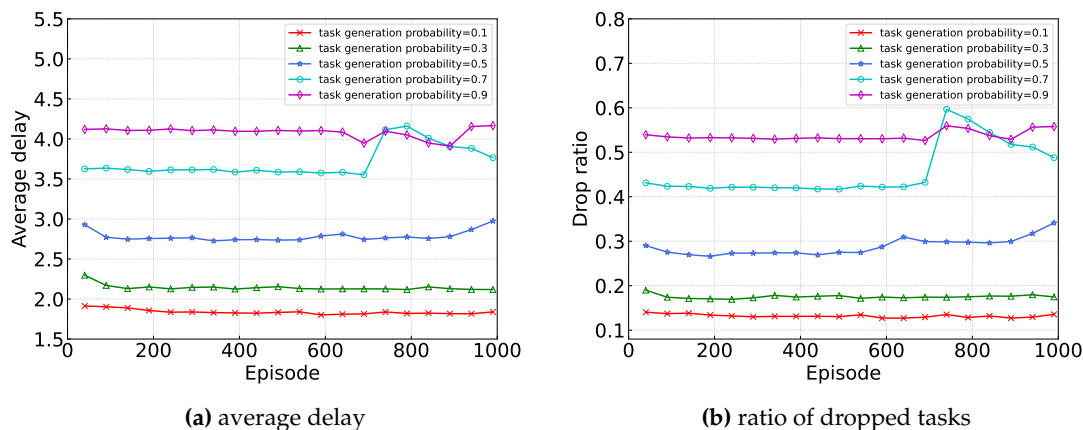 5.5
5.0
4.5
4.0
3.5
3.0
2.5
2.0
1.5
Average delay
task generation probability=0.1
task generation probability=0.3
task generation probability=0.5
task generation probability=0.7
task generation probability=0.9
0 200 400 600 800 1000
Episode
(a) average delay
0.8
0.7
0.6
0.5
0.4
0.3
0.2
0.1
Drop ratio
task generation probability=0.1
task generation probability=0.3
task generation probability=0.5
task generation probability=0.7
task generation probability=0.9
0 200 400 600 800 1000
Episode
(b) ratio of dropped tasks